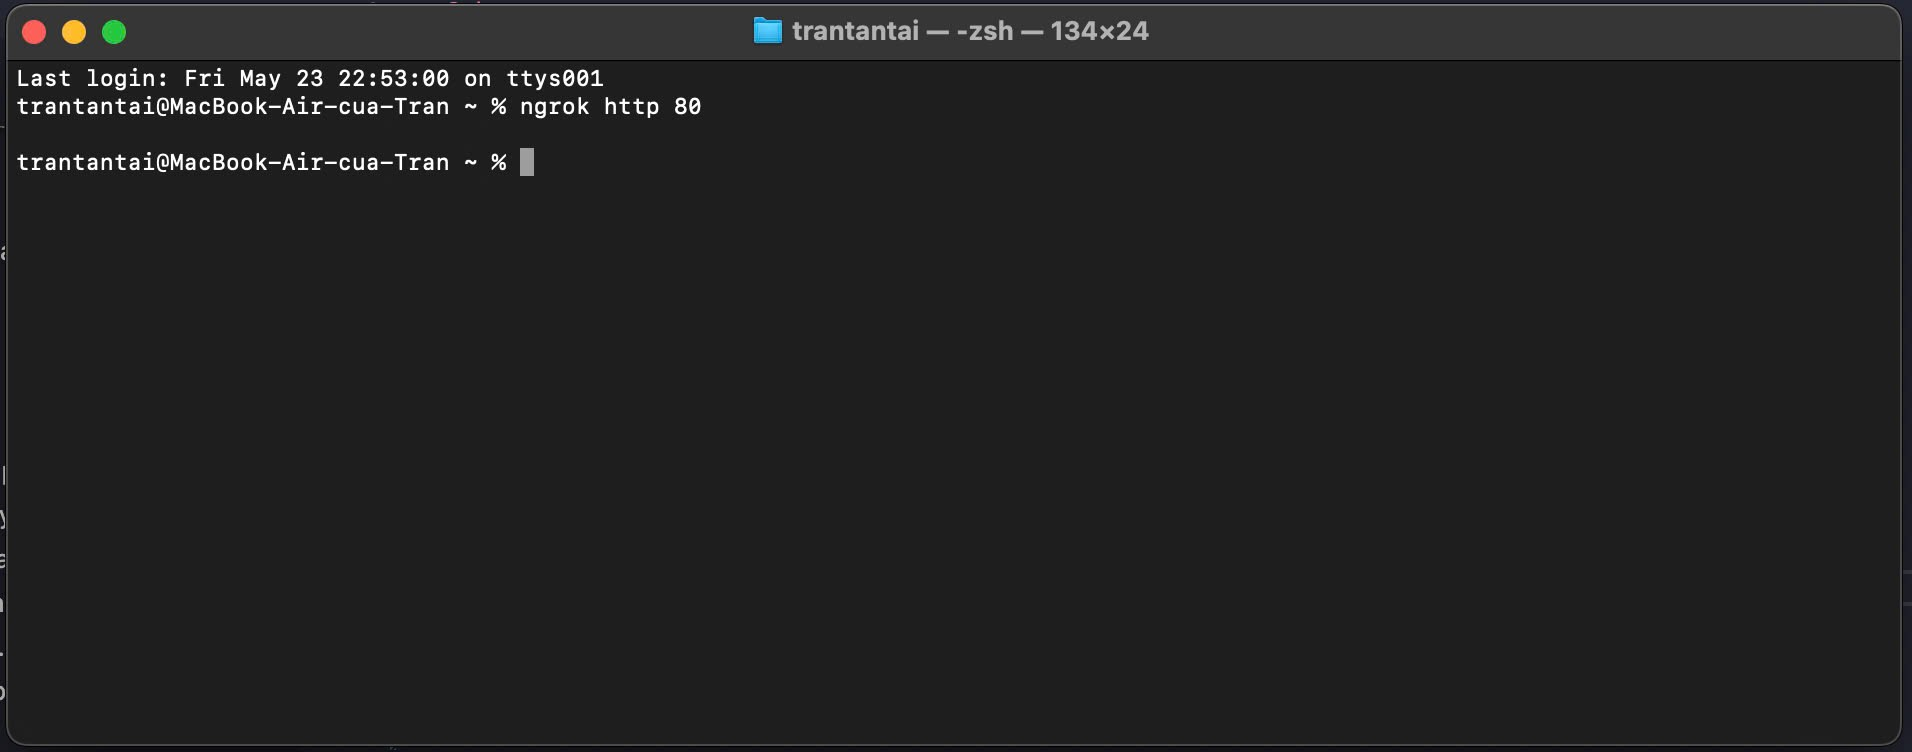 trantantai — -zsh — 134×24
Last login: Fri May 23 22:53:00 on ttys001
trantantai@MacBook-Air-cua-Tran ~ % ngrok http 80
trantantai@MacBook-Air-cua-Tran ~ %